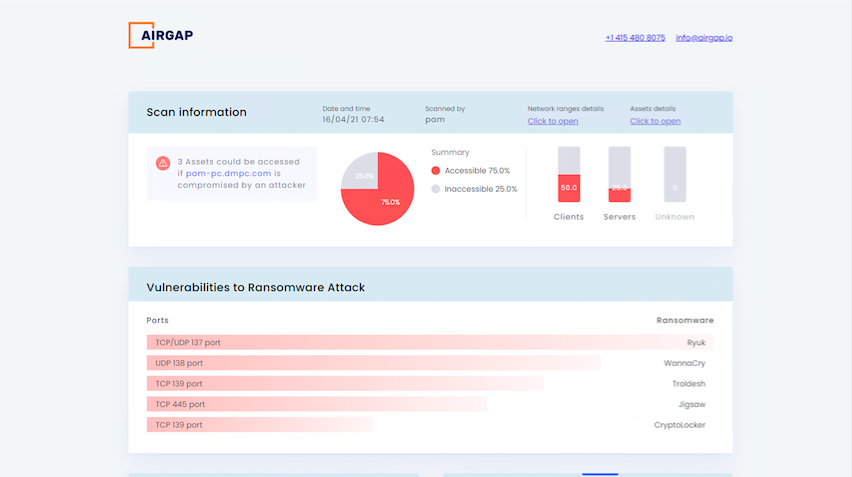 AIRGAP
+1 415 480 8075 info@airgap.io
Scan information
Date and time
16/04/21 07:54
Scanned by
pam
Network ranges details
Click to open
Assets details
Click to open
3 Assets could be accessed
if pam-pc.dmpc.com is
compromised by an attacker
25.0%
75.0%
Summary
Accessible 75.0%
Inaccessible 25.0%
50.0
25.0
0
Clients
Servers
Unknown
Vulnerabilities to Ransomware Attack
Ports Ransomware
TCP/UDP 137 port Ryuk
UDP 138 port WannaCry
TCP 139 port Troldesh
TCP 445 port Jigsaw
TCP 139 port CryptoLocker